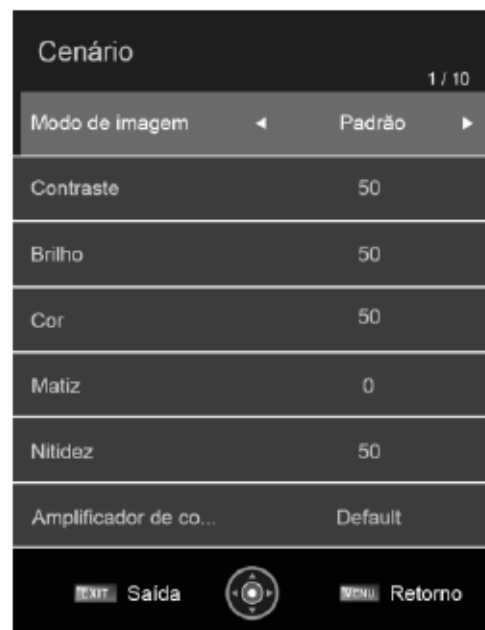 Cenário
1 / 10
Modo de imagem ◄ Padrão ►
Contraste 50
Brilho 50
Cor 50
Matiz 0
Nitidez 50
Amplificador de co... Default
EXIT Saída MENU Retorno